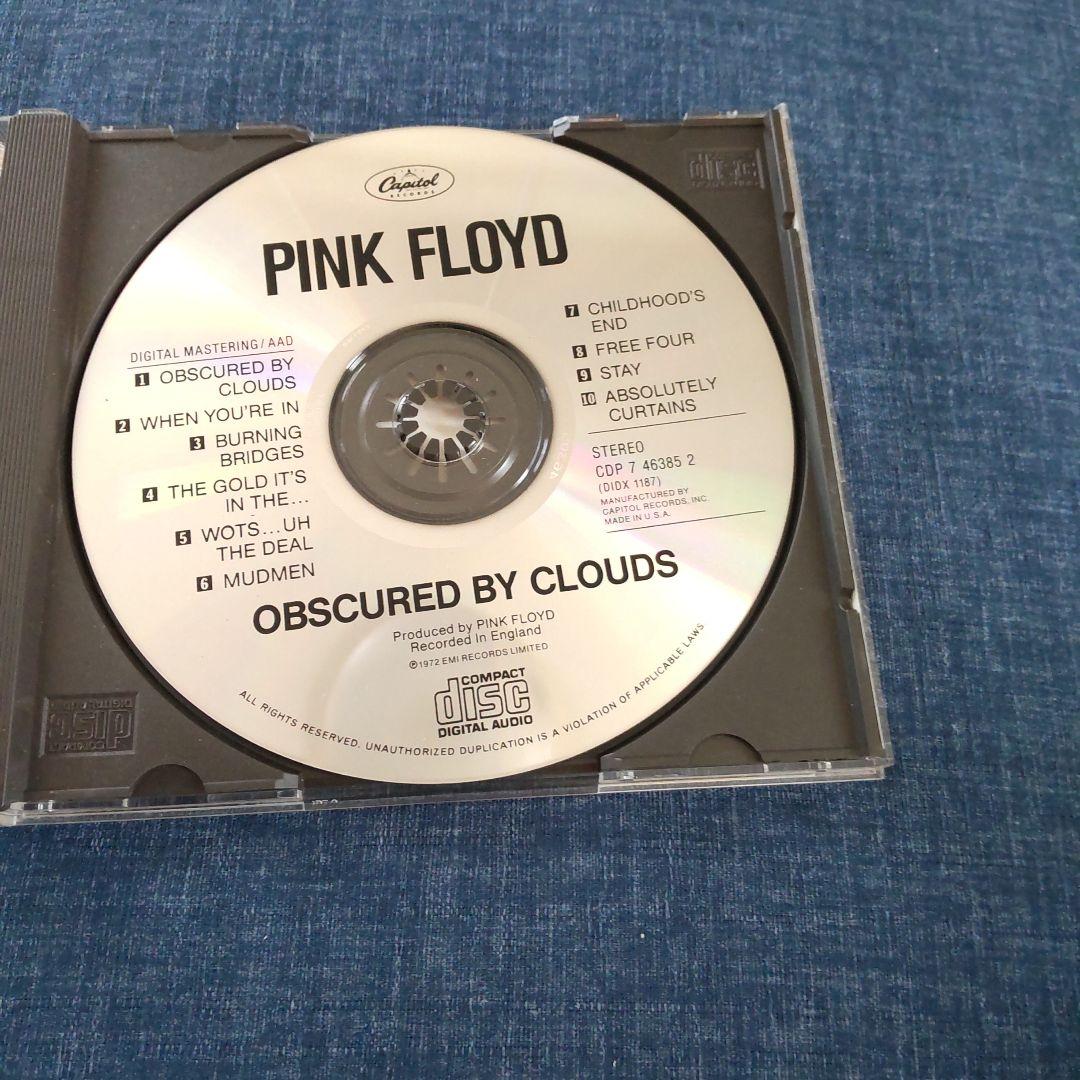 Capitol
RECORDS
PINK FLOYD
DIGITAL MASTERING/AAD
1 OBSCURED BY
CLOUDS
2 WHEN YOU'RE IN
3 BURNING
BRIDGES
4 THE GOLD IT'S
IN THE...
5 WOTS...UH
THE DEAL
6 MUDMEN
7 CHILDHOOD'S
END
8 FREE FOUR
9 STAY
10 ABSOLUTELY
CURTAINS
STEREO
CDP 7 46385 2
(DIDX 1187)
MANUFACTURED BY
CAPITOL RECORDS, INC.
MADE IN U.S.A.
OBSCURED BY CLOUDS
Produced by PINK FLOYD
Recorded in England
℗1972 EMI RECORDS LIMITED
COMPACT
disc
DIGITAL AUDIO
ALL RIGHTS RESERVED. UNAUTHORIZED DUPLICATION IS A VIOLATION OF APPLICABLE LAWS
disc
COMPACT
disc